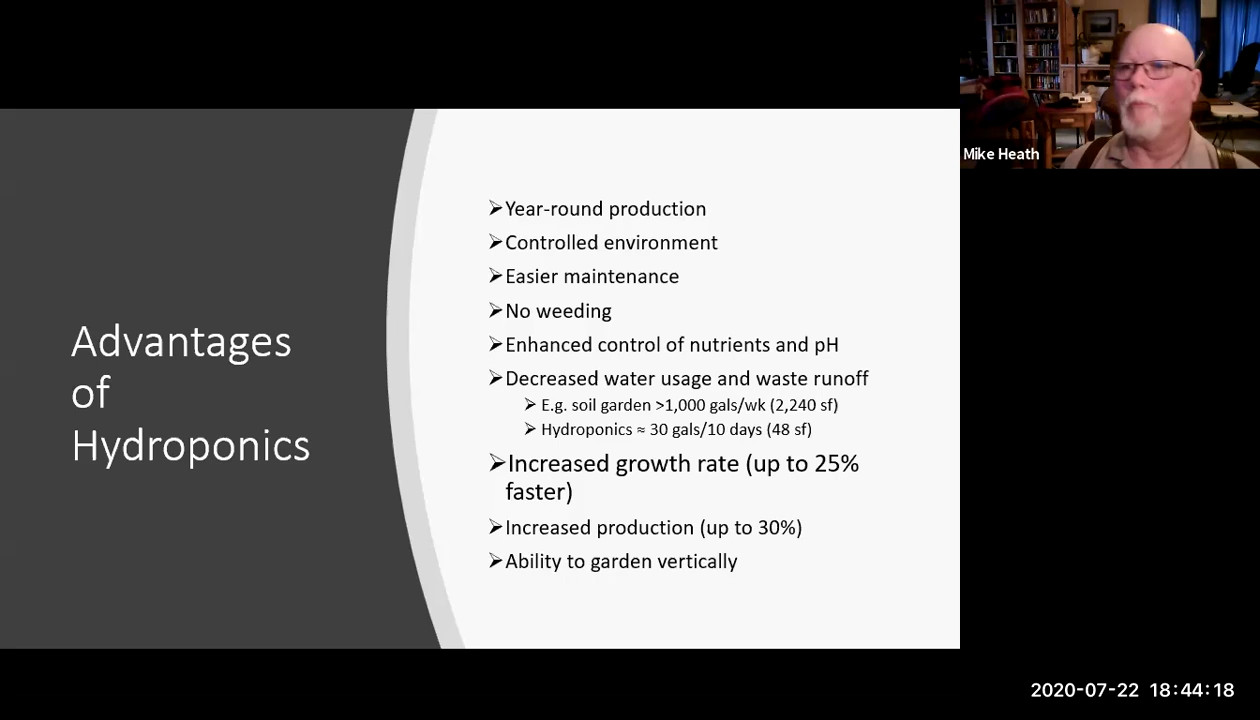 Mike Heath
Advantages
of
Hydroponics
Year-round production
Controlled environment
Easier maintenance
No weeding
Enhanced control of nutrients and pH
Decreased water usage and waste runoff
E.g. soil garden >1,000 gals/wk (2,240 sf)
Hydroponics ≈ 30 gals/10 days (48 sf)
Increased growth rate (up to 25%
faster)
Increased production (up to 30%)
Ability to garden vertically
2020-07-22 18:44:18